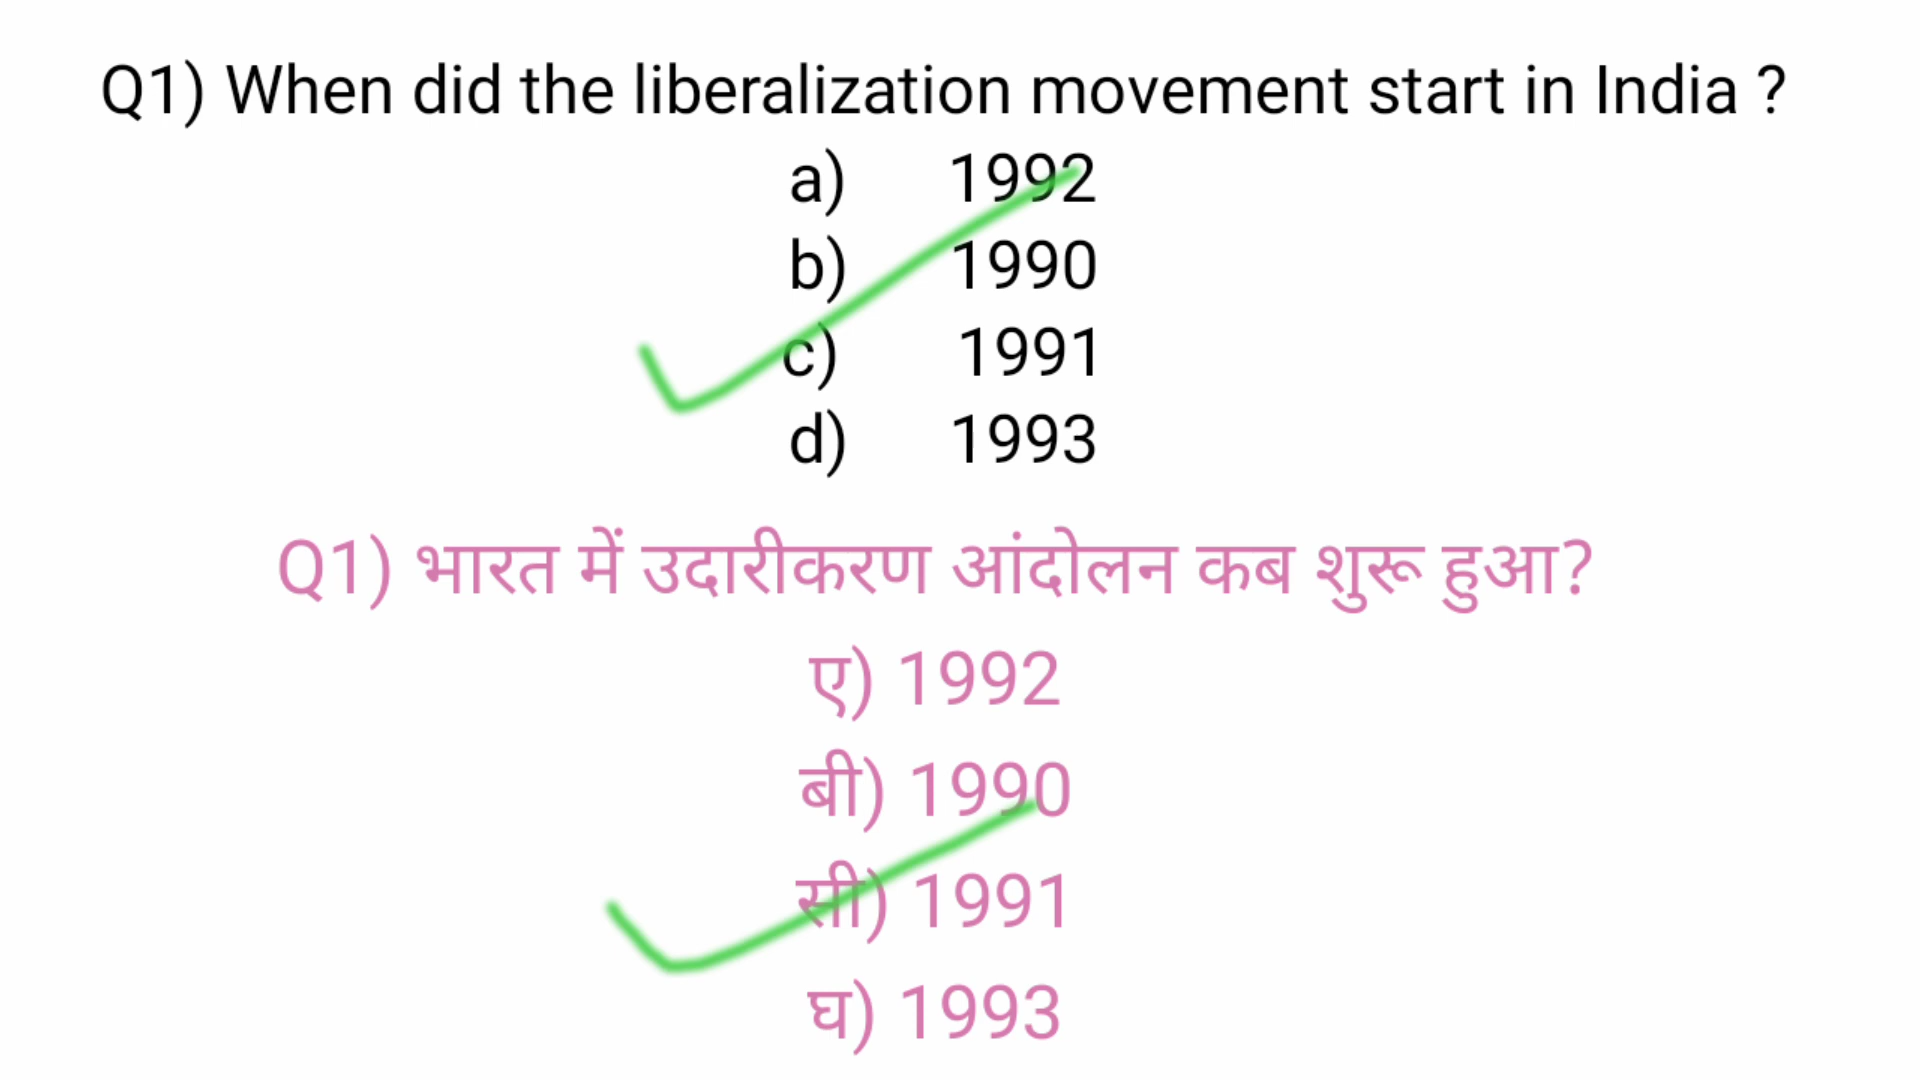 Q1) When did the liberalization movement start in India ?
a) 1992
b) 1990
c) 1991
d) 1993
Q1) भारत में उदारीकरण आंदोलन कब शुरू हुआ?
ए) 1992
बी) 1990
सी) 1991
घ) 1993